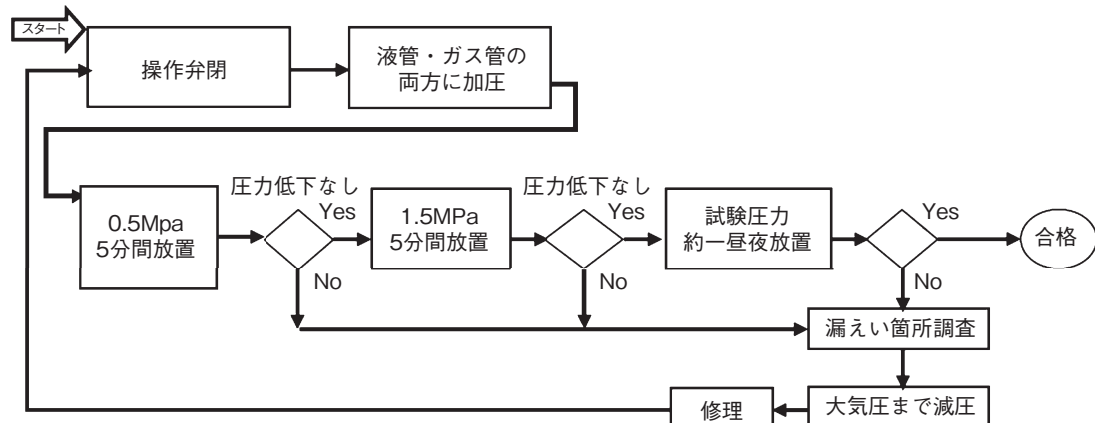 スタート
操作弁閉
液管・ガス管の
両方に加圧
圧力低下なし
圧力低下なし
0.5Mpa
5分間放置
Yes
No
1.5MPa
5分間放置
Yes
No
試験圧力
約一昼夜放置
Yes
No
合格
漏えい箇所調査
大気圧まで減圧
修理